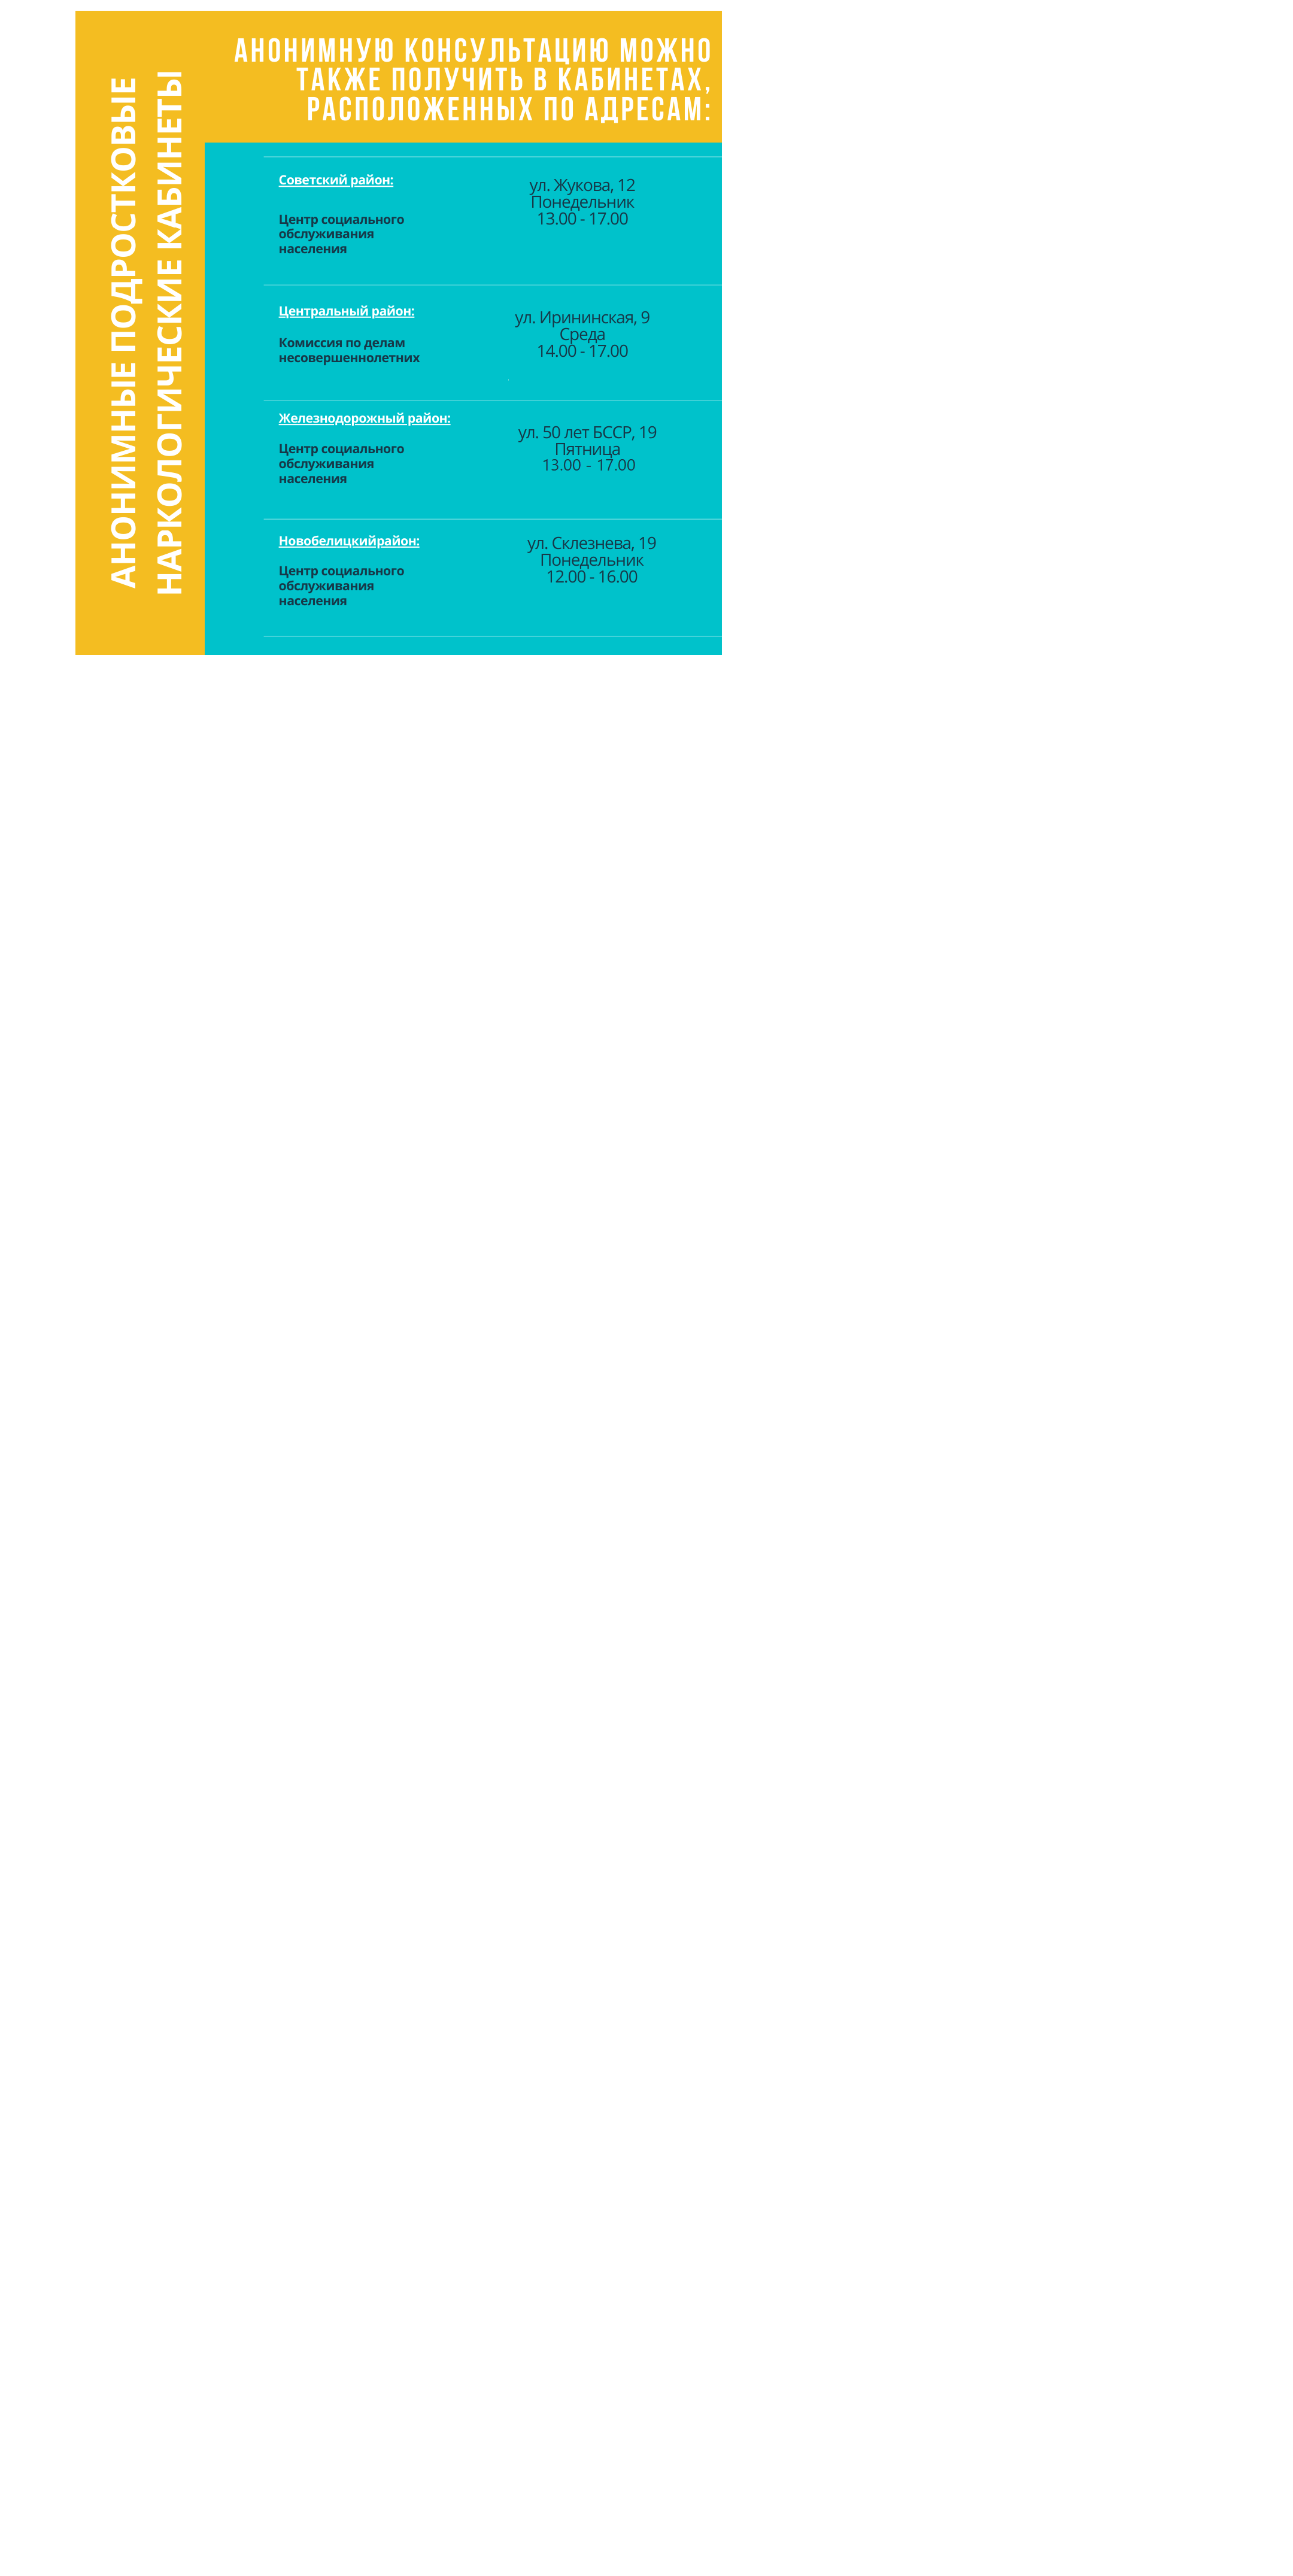 АНОНИМНЫЕ ПОДРОСТКОВЫЕ
НАРКОЛОГИЧЕСКИЕ КАБИНЕТЫ
АНОНИМНУЮ КОНСУЛЬТАЦИЮ МОЖНО
ТАКЖЕ ПОЛУЧИТЬ В КАБИНЕТАХ,
РАСПОЛОЖЕННЫХ ПО АДРЕСАМ:
Советский район:
Центр социального
обслуживания
населения
ул. Жукова, 12
Понедельник
13.00 - 17.00
Центральный район:
Комиссия по делам
несовершеннолетних
ул. Ирининская, 9
Среда
14.00 - 17.00
Железнодорожный район:
Центр социального
обслуживания
населения
ул. 50 лет БССР, 19
Пятница
13.00 - 17.00
Новобелицкийрайон:
Центр социального
обслуживания
населения
ул. Склезнева, 19
Понедельник
12.00 - 16.00